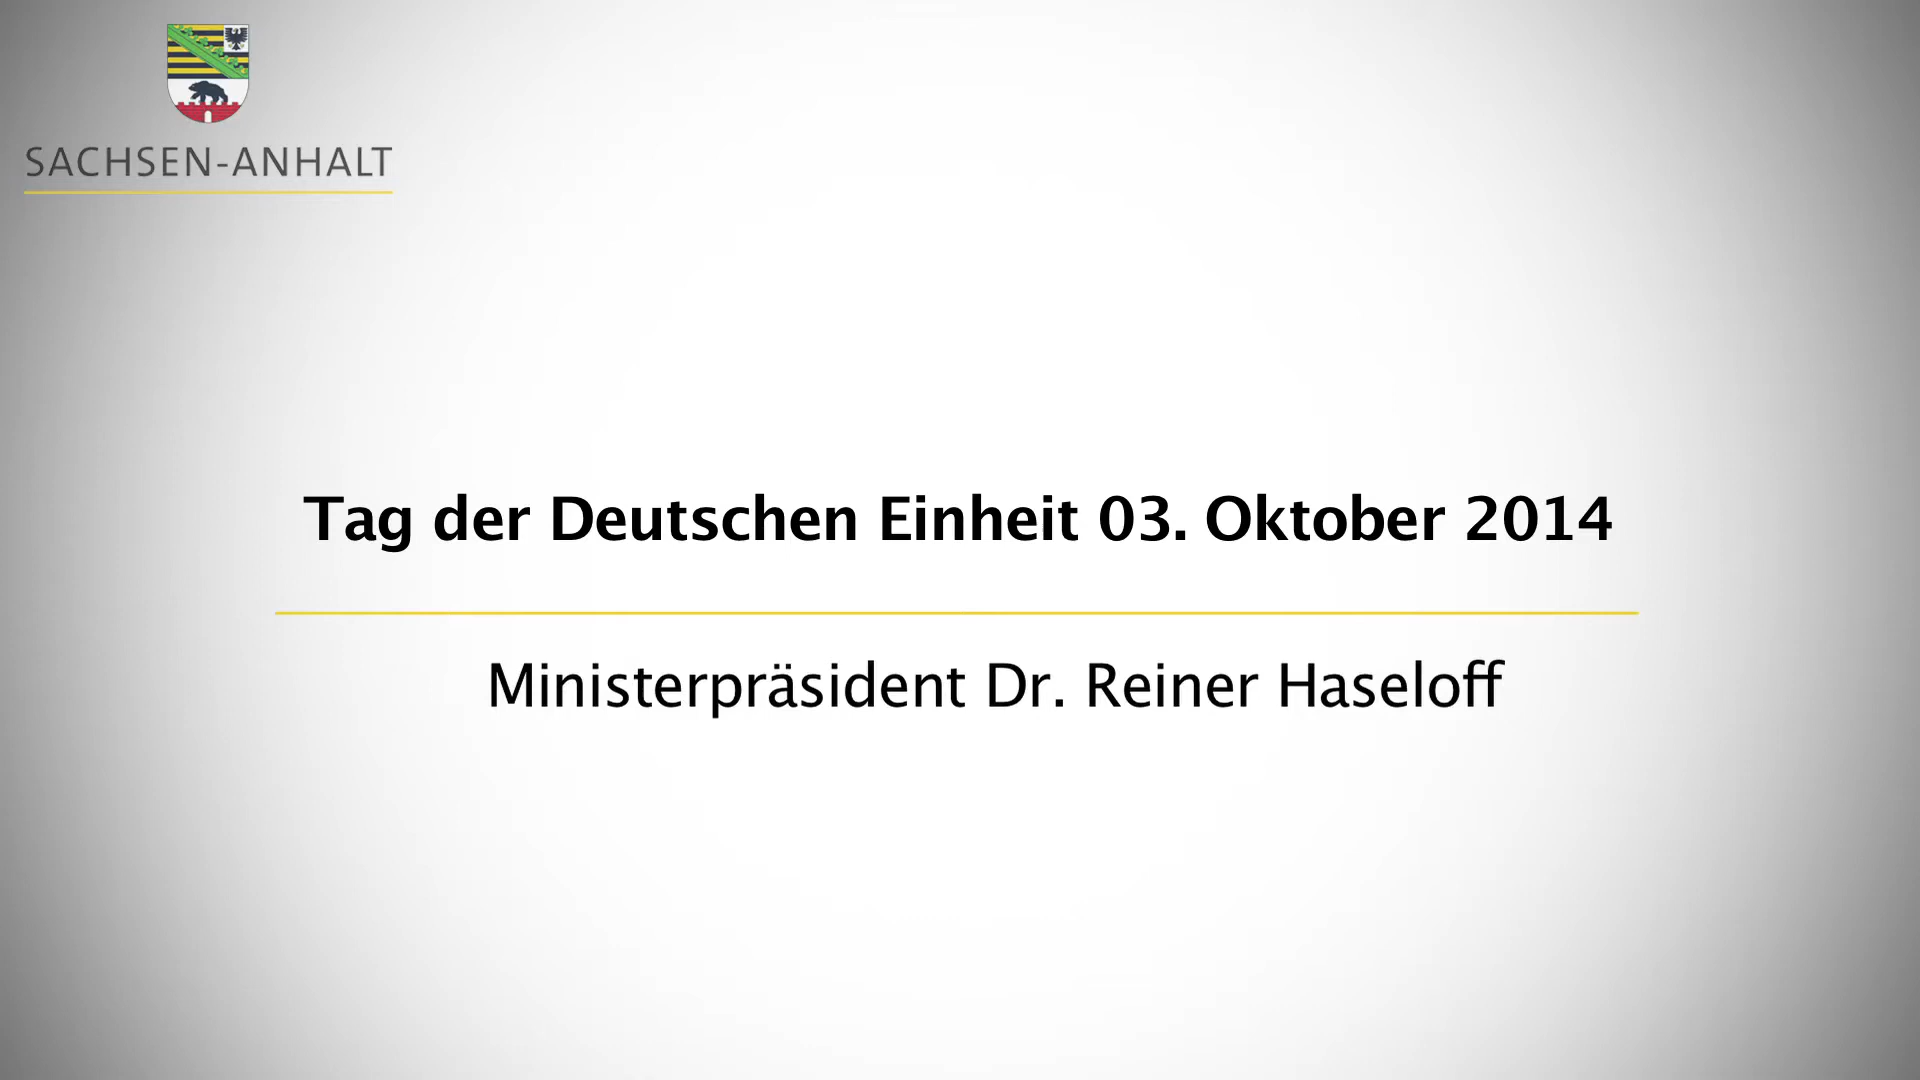 SACHSEN-ANHALT
Tag der Deutschen Einheit 03. Oktober 2014
Ministerpräsident Dr. Reiner Haseloff